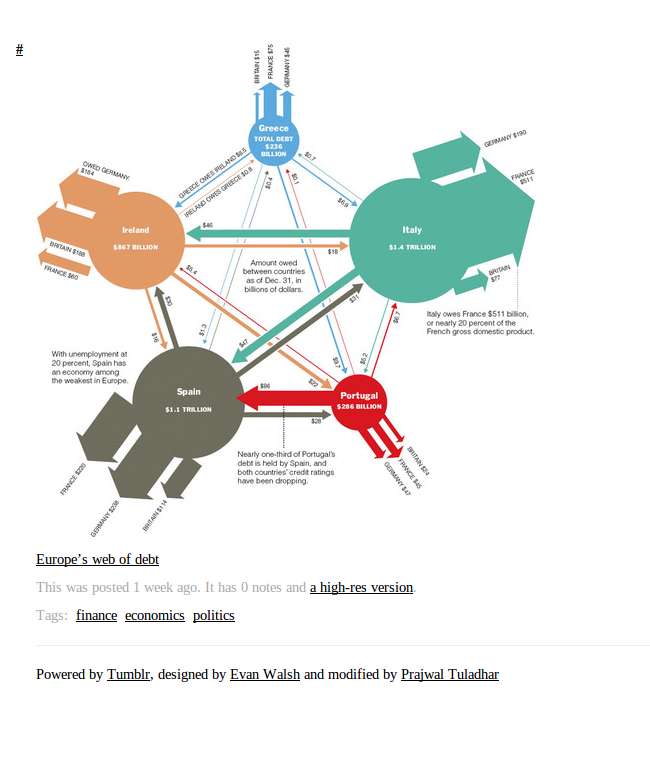 #
BRITAIN $15
FRANCE $75
GERMANY $45
Greece
TOTAL DEBT
$236
BILLION
GERMANY $190
FRANCE
$511
BRITAIN
$77
OWED GERMANY:
$184
BRITAIN $188
FRANCE $60
GREECE OWES IRELAND $8.5
IRELAND OWES GREECE $0.8
$0.4
$0.1
$0.7
$6.9
Ireland
$867 BILLION
Italy
$1.4 TRILLION
$46
$18
Amount owed
between countries
as of Dec. 31, in
billions of dollars.
$5.4
$30
$16
$1.3
$47
$31
$22
$9.7
$5.2
$6.7
Italy owes France $511 billion,
or nearly 20 percent of the
French gross domestic product.
With unemployment at
20 percent, Spain has
an economy among
the weakest in Europe.
Spain
$1.1 TRILLION
$86
$28
Portugal
$286 BILLION
Nearly one-third of Portugal's
debt is held by Spain, and
both countries' credit ratings
have been dropping.
BRITAIN $24
FRANCE $45
GERMANY $47
FRANCE $220
GERMANY $238
BRITAIN $114
Europe's web of debt
This was posted 1 week ago. It has 0 notes and a high-res version.
Tags: finance economics politics
Powered by Tumblr, designed by Evan Walsh and modified by Prajwal Tuladhar